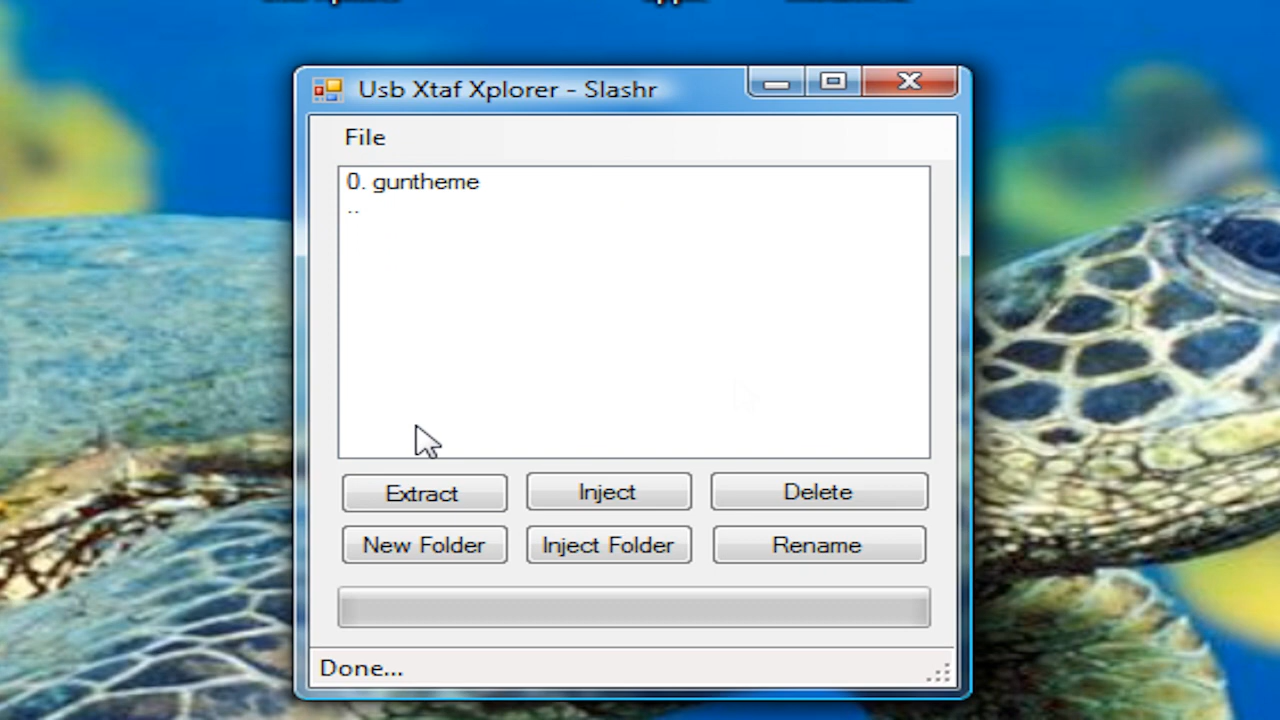 Usb Xtaf Xplorer - Slashr
File
0. guntheme
..
Extract
Inject
Delete
New Folder
Inject Folder
Rename
Done...